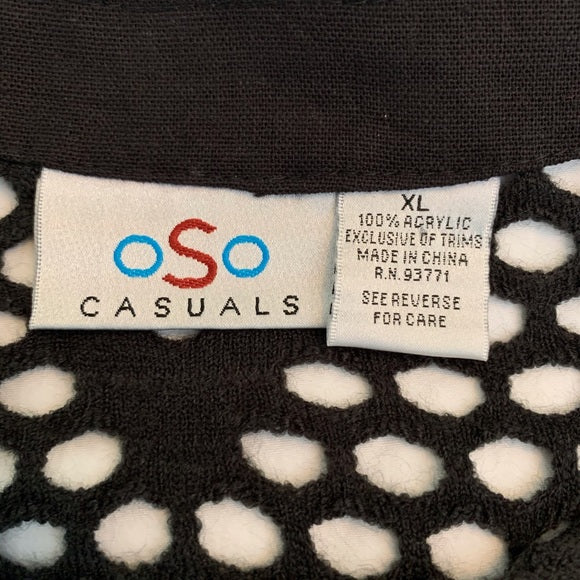 oSo
CASUALS
XL
100% ACRYLIC
EXCLUSIVE OF TRIMS
MADE IN CHINA
R.N. 93771
SEE REVERSE
FOR CARE